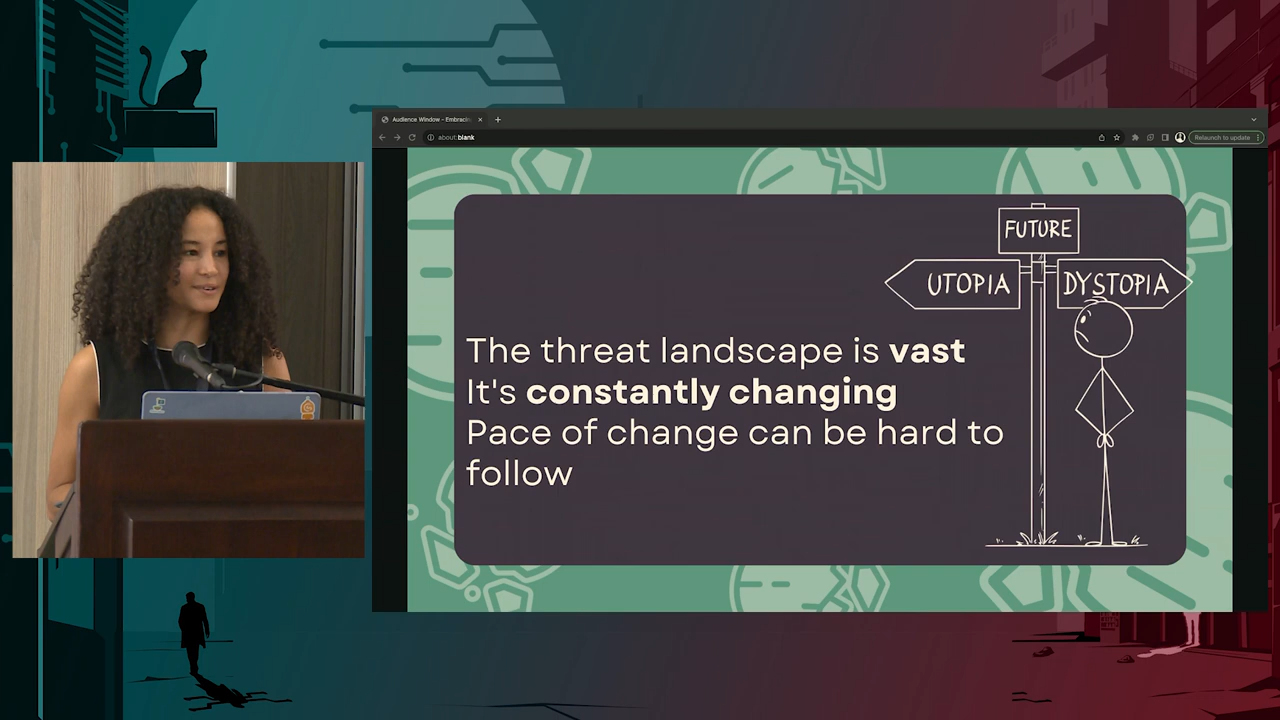 Audience Window - Embracing
about:blank
Relaunch to update
FUTURE
UTOPIA
DYSTOPIA
The threat landscape is vast
It's constantly changing
Pace of change can be hard to
follow